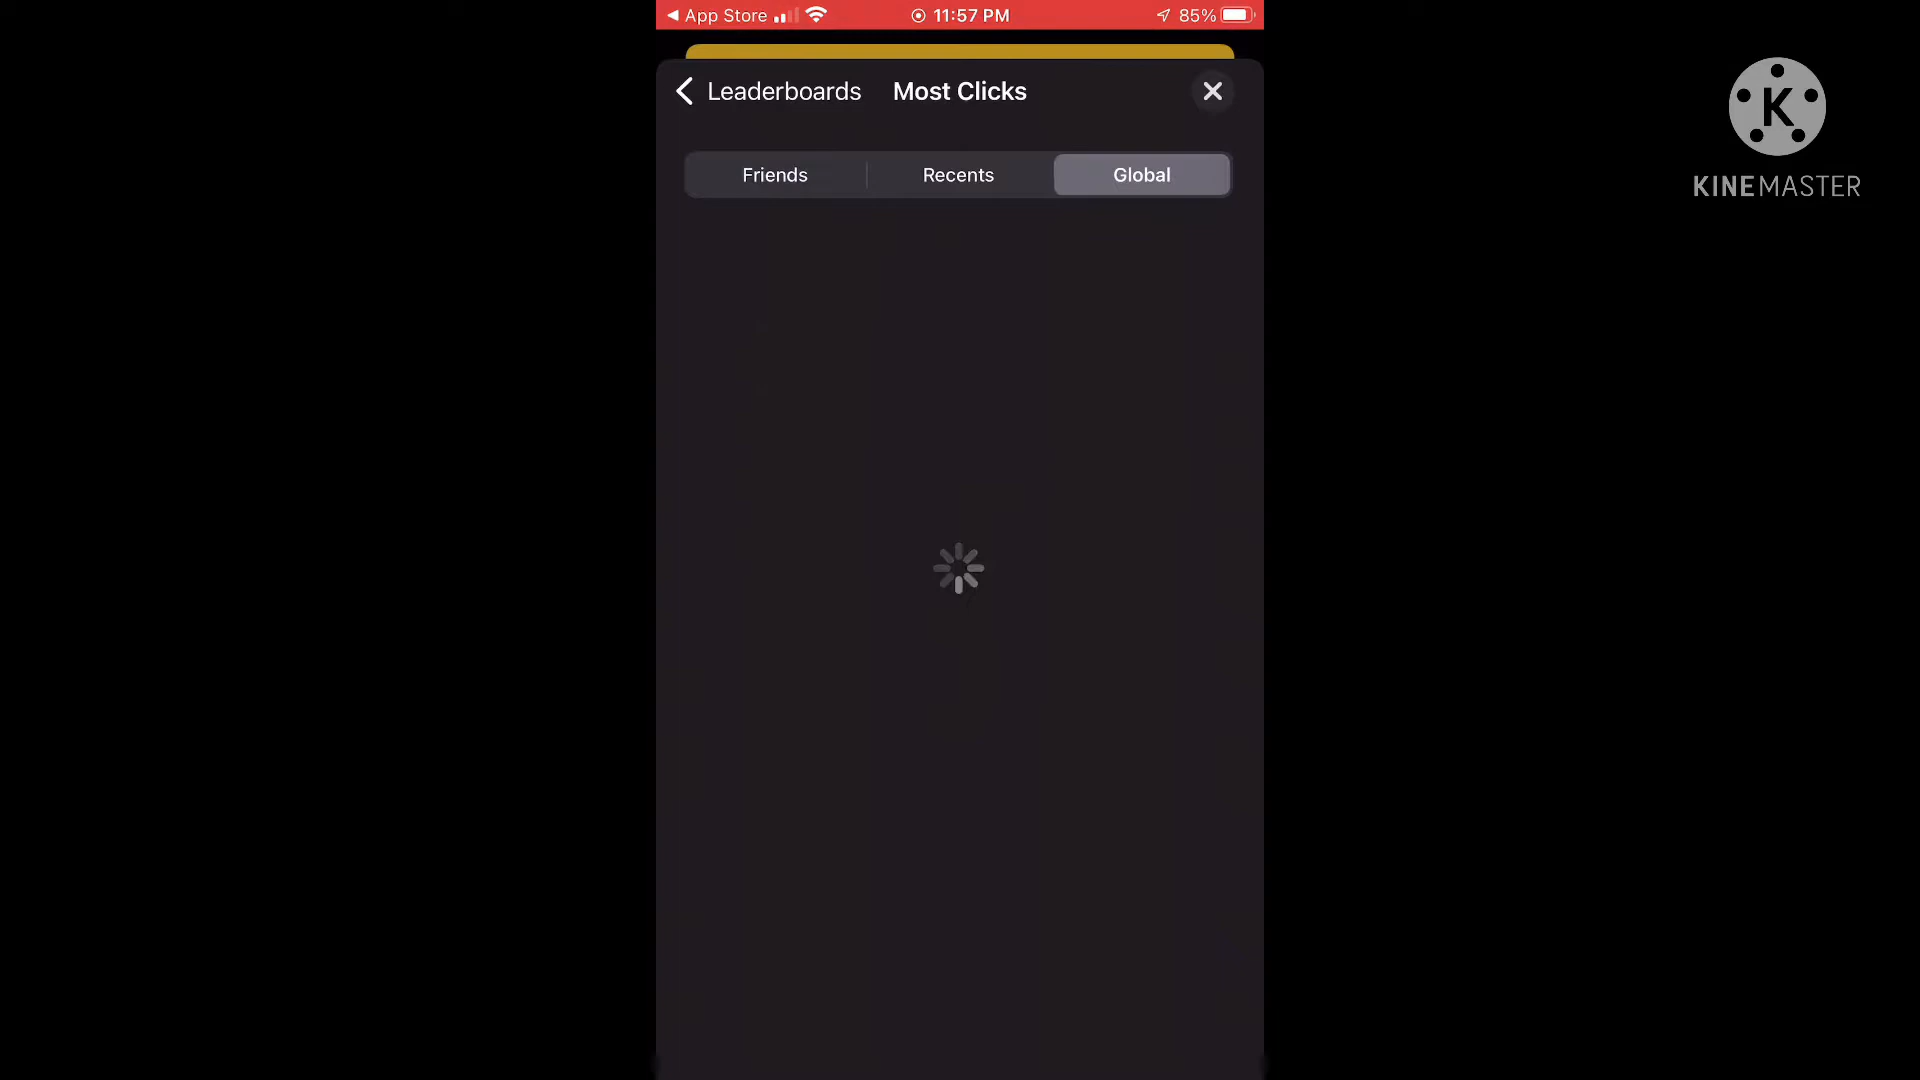 App Store
11:57 PM
85%
Leaderboards
Most Clicks
Friends
Recents
Global
K
KINEMASTER